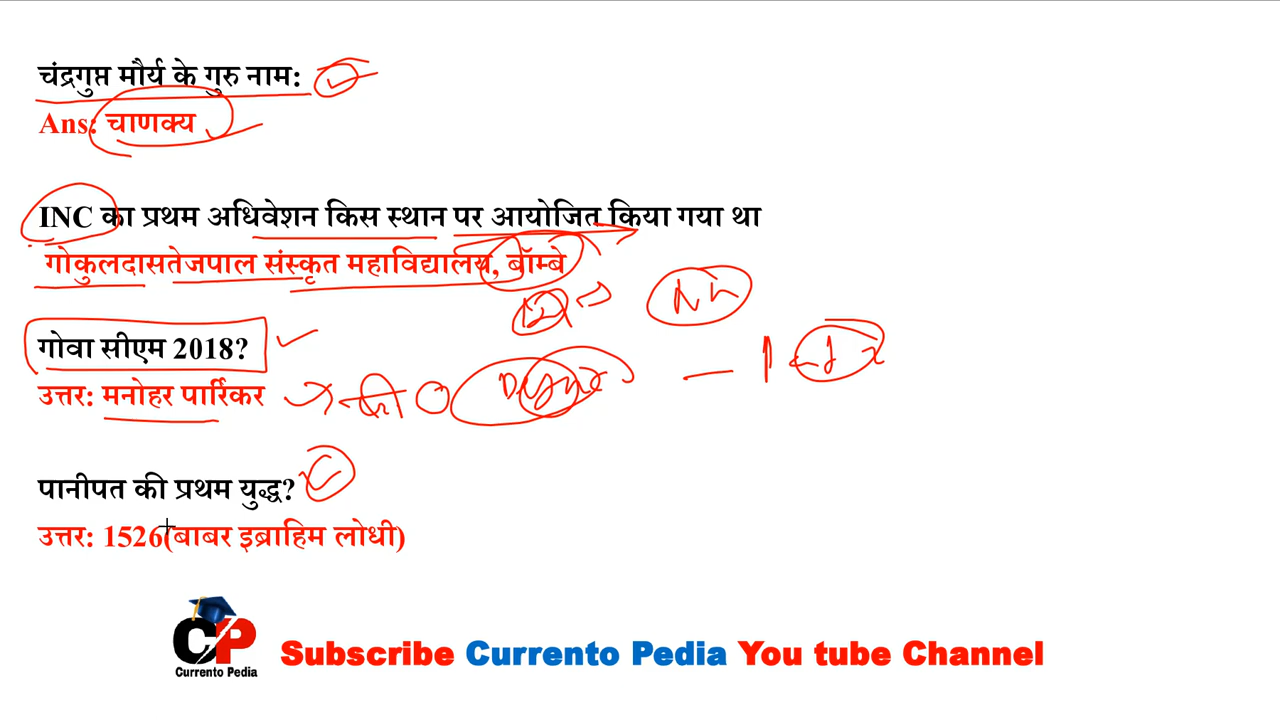 चंद्रगुप्त मौर्य के गुरु नाम:
Ans: चाणक्य
INC का प्रथम अधिवेशन किस स्थान पर आयोजित किया गया था
गोकुलदासतेजपाल संस्कृत महाविद्यालय, बॉम्बे
गोवा सीएम 2018?
उत्तर: मनोहर पार्रिकर
पानीपत की प्रथम युद्ध?
उत्तर: 1526(बाबर इब्राहिम लोधी)
CP
Currento Pedia
Subscribe Currento Pedia You tube Channel